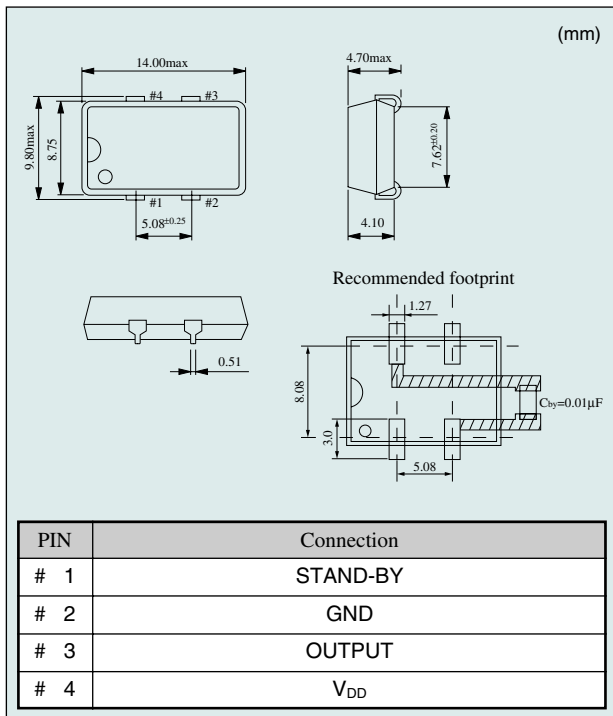 (mm)
14.00max
4.70max
#4
#3
9.80max
8.75
7.62±0.20
#1
#2
5.08±0.25
4.10
Recommended footprint
1.27
0.51
8.08
Cby=0.01μF
3.0
5.08
PIN Connection
# 1 STAND-BY
# 2 GND
# 3 OUTPUT
# 4 VDD